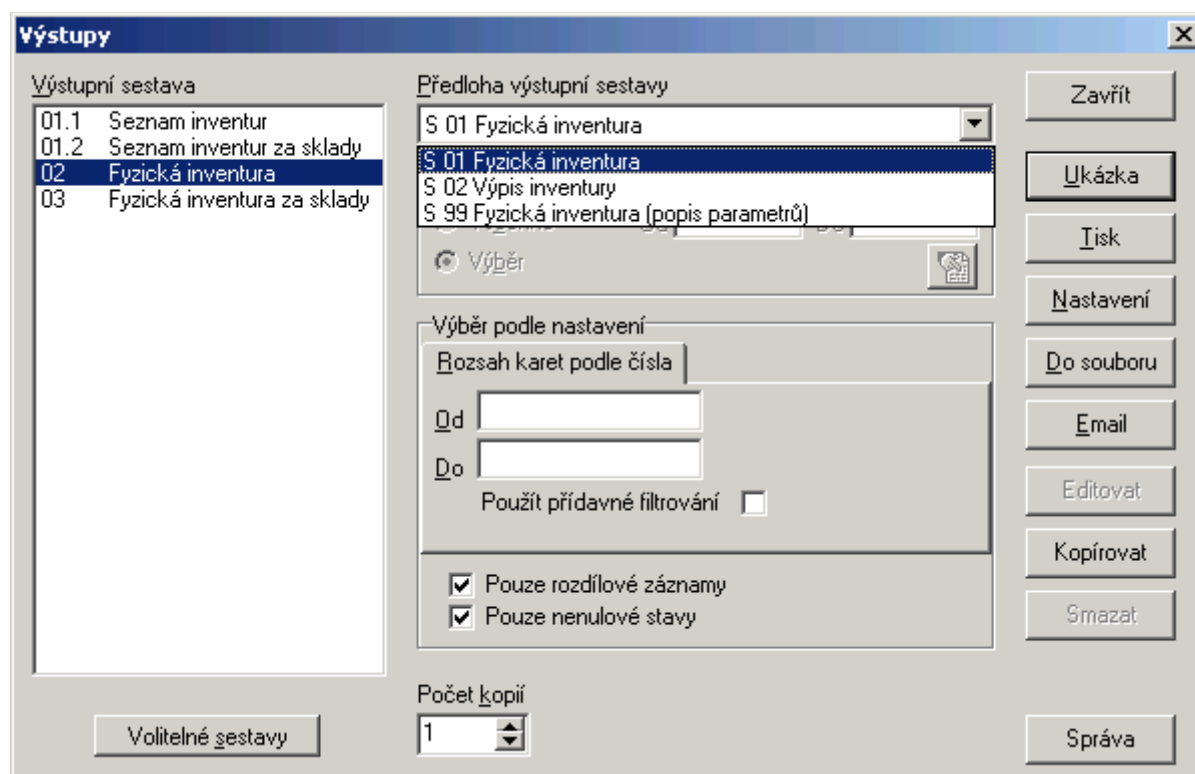 Výstupy
Výstupní sestava
01.1 Seznam inventur
01.2 Seznam inventur za sklady
02 Fyzická inventura
03 Fyzická inventura za sklady
Volitelné sestavy
Předloha výstupní sestavy
S 01 Fyzická inventura
S 01 Fyzická inventura
S 02 Výpis inventury
S 99 Fyzická inventura (popis parametrů)
Výběr
Výběr podle nastavení
Rozsah karet podle čísla
Od
Do
Použít přídavné filtrování
Pouze rozdílové záznamy
Pouze nenulové stavy
Počet kopií
1
Zavřít
Ukázka
Tisk
Nastavení
Do souboru
Email
Editovat
Kopírovat
Smazat
Správa